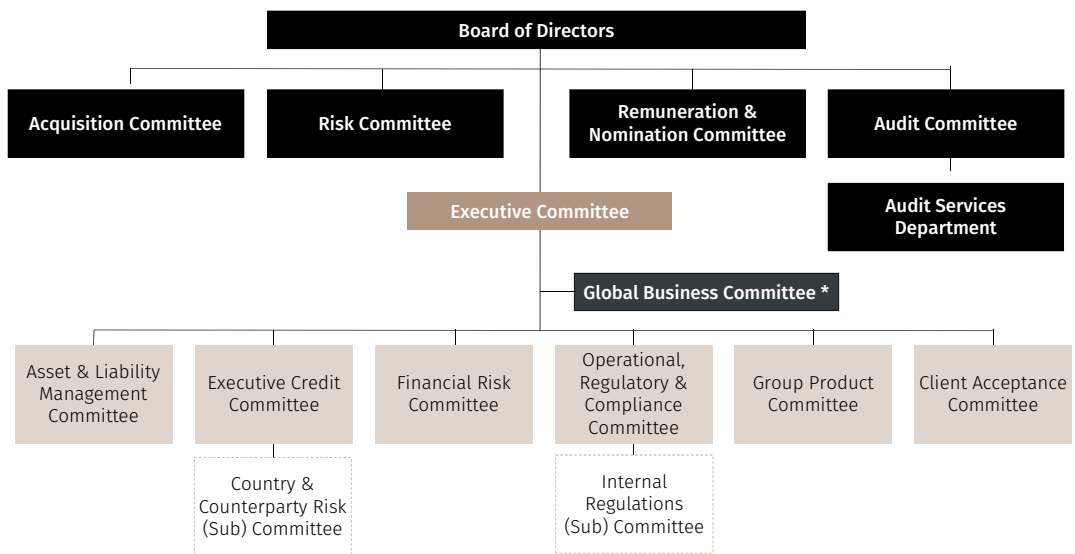 Board of Directors
Acquisition Committee
Risk Committee
Remuneration &
Nomination Committee
Audit Committee
Executive Committee
Audit Services
Department
Global Business Committee *
Asset & Liability
Management
Committee
Executive Credit
Committee
Financial Risk
Committee
Operational,
Regulatory &
Compliance
Committee
Group Product
Committee
Client Acceptance
Committee
Country &
Counterparty Risk
(Sub) Committee
Internal
Regulations
(Sub) Committee